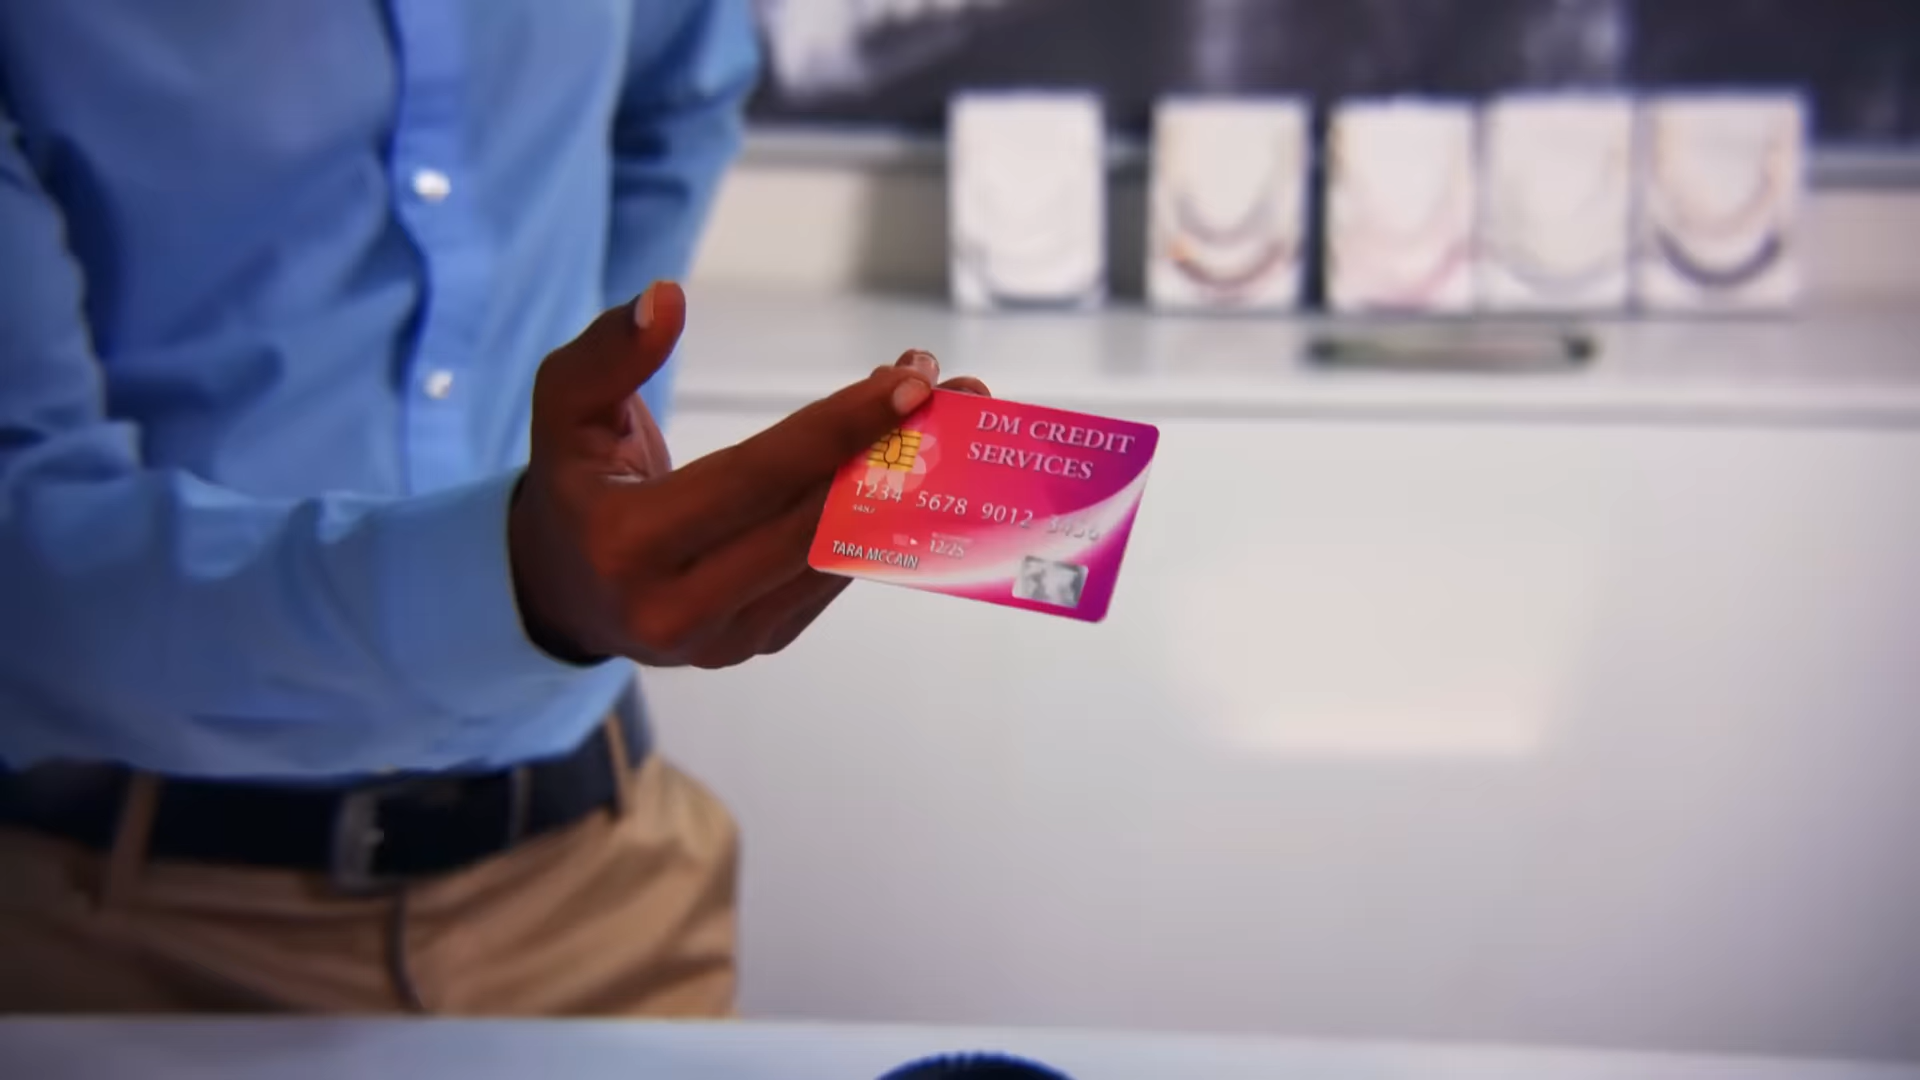 DM CREDIT
SERVICES
1234 5678 9012
12/25
TARA MCCAIN